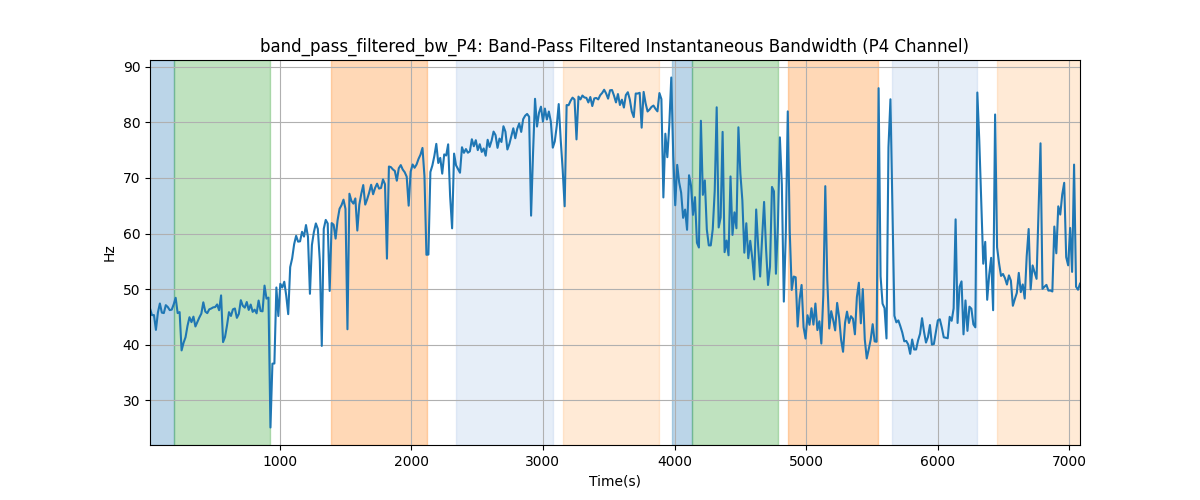 band_pass_filtered_bw_P4: Band-Pass Filtered Instantaneous Bandwidth (P4 Channel)
90
80
70
60
50
40
30
Hz
1000 2000 3000 4000 5000 6000 7000
Time(s)